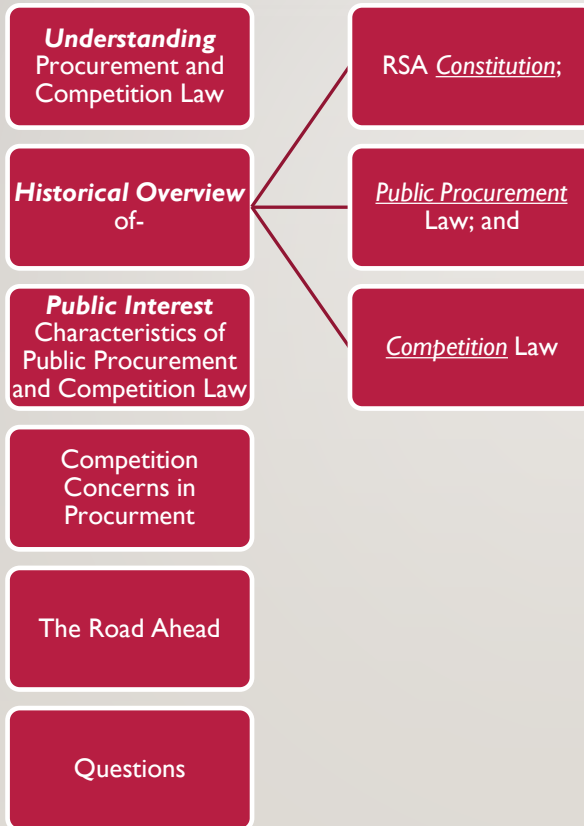 Understanding
Procurement and
Competition Law
Historical Overview
of-
RSA Constitution;
Public Procurement
Law; and
Competition Law
Public Interest
Characteristics of
Public Procurement
and Competition Law
Competition
Concerns in
Procurment
The Road Ahead
Questions